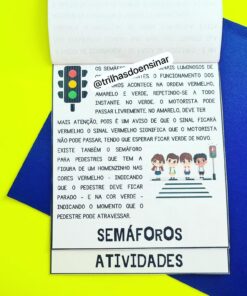 @trilhasdoensinar
OS SEMÁFOROS SINAIS LUMINOSOS DE
O FUNCIONAMENTO DOS
ACONTECE NA ORDEM VERMELHO,
AMARELO E VERDE, REPETINDO-SE A TODO
INSTANTE. NO VERDE, O MOTORISTA PODE
PASSAR LIVREMENTE. NO AMARELO, DEVE TER
MAIS ATENÇÃO, POIS É UM AVISO DE QUE O SINAL FICARÁ
VERMELHO. O SINAL VERMELHO SIGNIFICA QUE O MOTORISTA
NÃO PODE PASSAR, TENDO QUE ESPERAR FICAR VERDE DE NOVO.
EXISTE TAMBÉM O SEMÁFORO
PARA PEDESTRES QUE TEM A
FIGURA DE UM HOMENZINHO NAS
CORES VERMELHO - INDICANDO
QUE O PEDESTRE DEVE FICAR
PARADO - E NA COR VERDE -
INDICANDO O MOMENTO QUE O
PEDESTRE PODE ATRAVESSAR.
SEMÁFOROS
ATIVIDADES